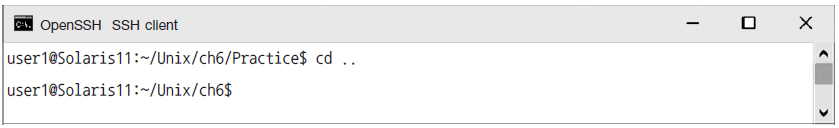 OpenSSH SSH client
user1@Solaris11:~/Unix/ch6/Practice$ cd ..
user1@Solaris11:~/Unix/ch6$